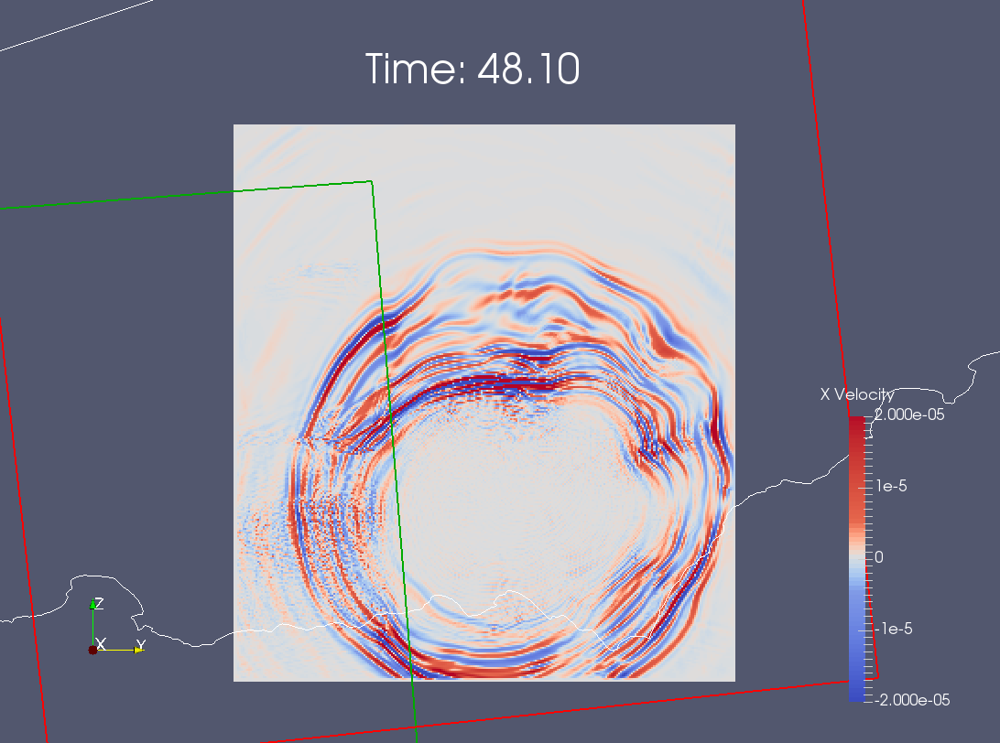 Time: 48.10
X Velocity
2.000e-05
1e-5
0
-1e-5
-2.000e-05
Z
X
Y